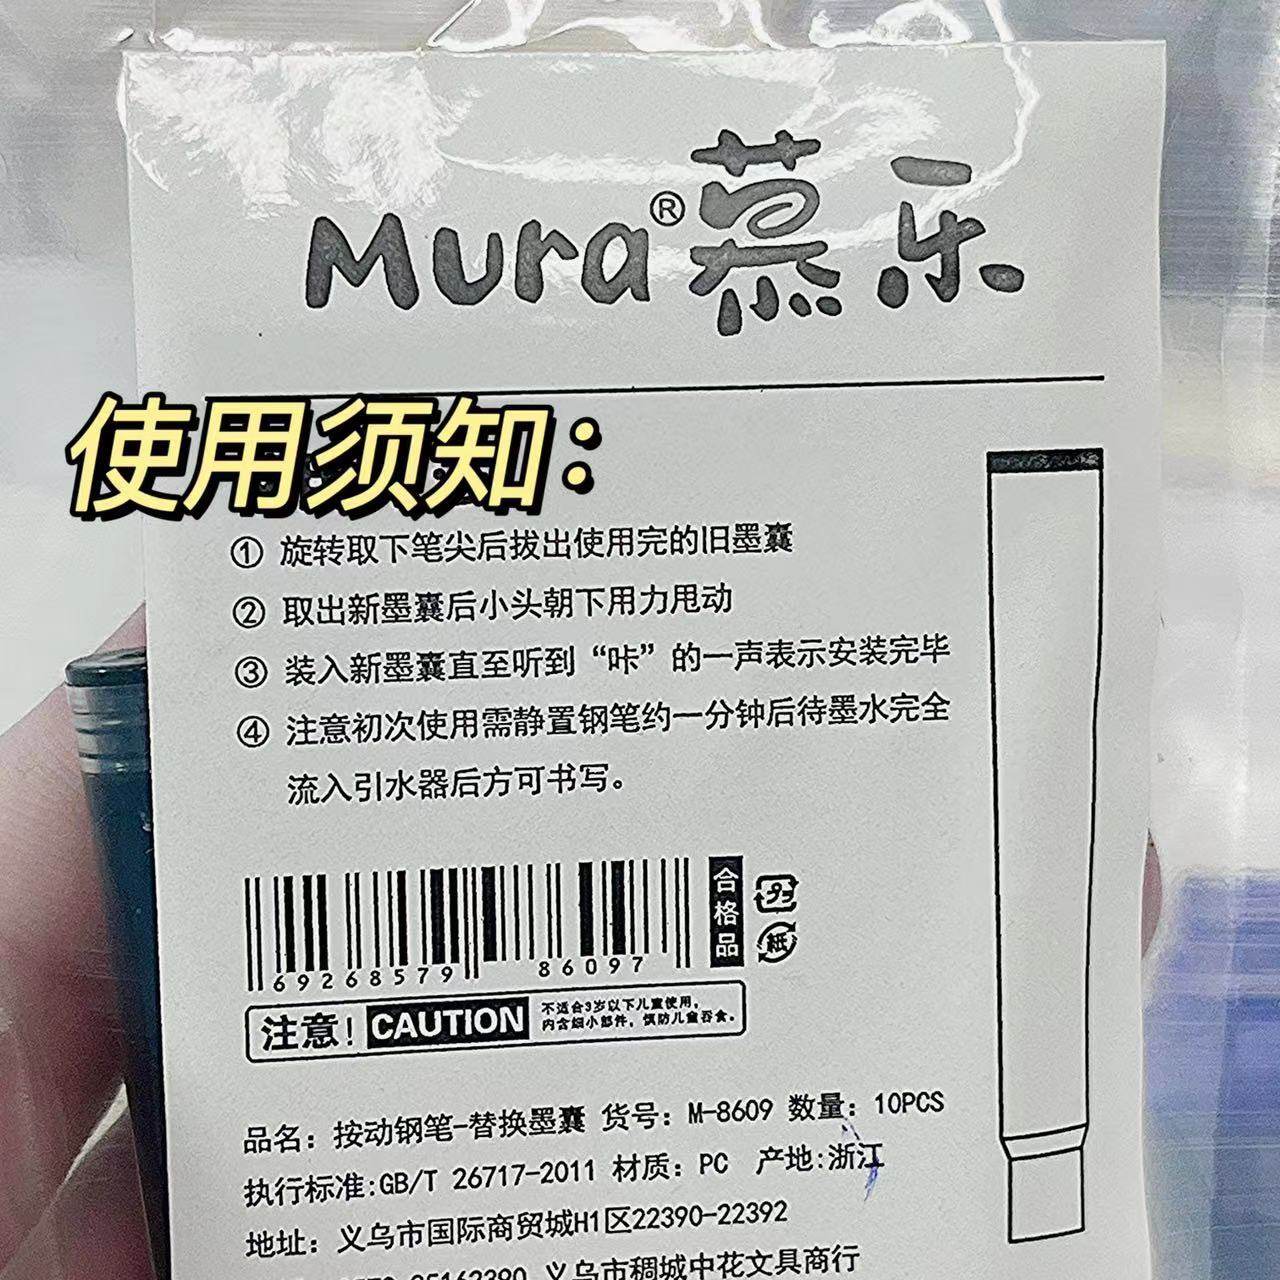 Mura®慕乐
使用须知：
① 旋转取下笔尖后拔出使用完的旧墨囊
② 取出新墨囊后小头朝下用力甩动
③ 装入新墨囊直至听到“咔”的一声表示安装完毕
④ 注意初次使用需静置钢笔约一分钟后待墨水完全
流入引水器后方可书写。
合格品
プラ
紙
6926857986097
注意! CAUTION 不适合3岁以下儿童使用，
内含细小部件，慎防儿童吞食。
品名：按动钢笔-替换墨囊 货号：M-8609 数量：10PCS
执行标准:GB/T 26717-2011 材质：PC 产地:浙江
地址：义乌市国际商贸城H1区22390-22392
义乌市稠城中花文具商行